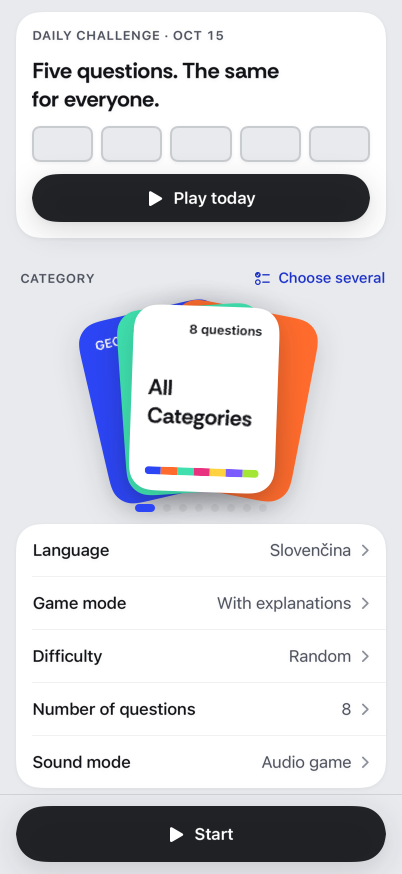 DAILY CHALLENGE · OCT 15
Five questions. The same
for everyone.
Play today
CATEGORY
Choose several
8 questions
All
Categories
Language
Slovenčina
Game mode
With explanations
Difficulty
Random
Number of questions
8
Sound mode
Audio game
Start